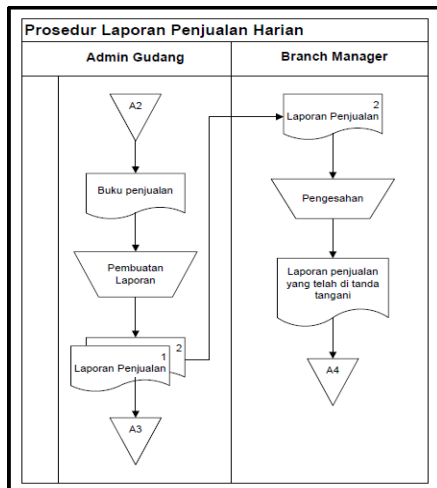 Prosedur Laporan Penjualan Harian
Admin Gudang
Branch Manager
A2
Buku penjualan
Pembuatan
Laporan
2
1
Laporan Penjualan
A3
2
Laporan Penjualan
Pengesahan
Laporan penjualan
yang telah di tanda
tangani
A4